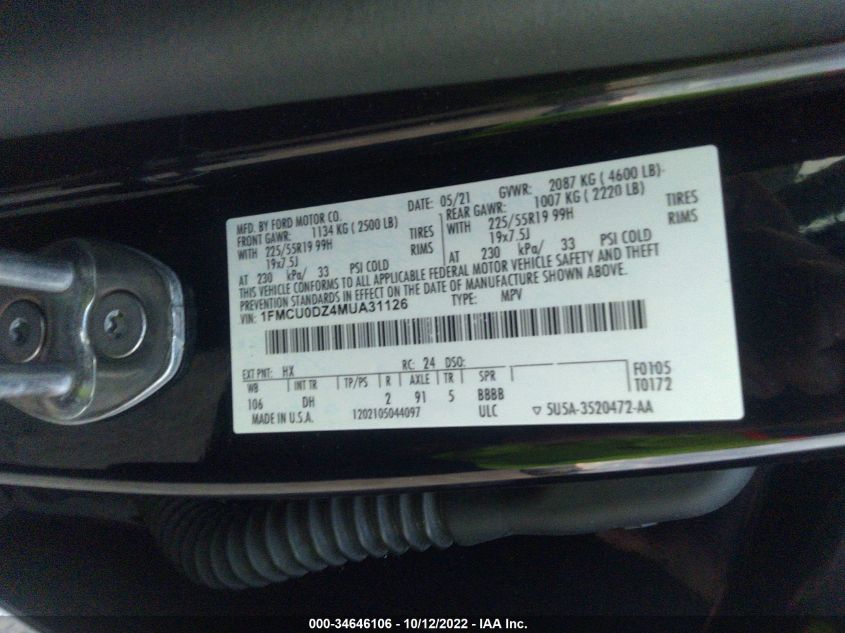 MFD. BY FORD MOTOR CO. DATE: 05/21 GVWR: 2087 KG ( 4600 LB)
FRONT GAWR: 1134 KG ( 2500 LB) REAR GAWR: 1007 KG ( 2220 LB)
WITH 225/55R19 99H TIRES WITH 225/55R19 99H TIRES
19x7.5J RIMS 19x7.5J RIMS
AT 230 kPa/ 33 PSI COLD AT 230 kPa/ 33 PSI COLD
THIS VEHICLE CONFORMS TO ALL APPLICABLE FEDERAL MOTOR VEHICLE SAFETY AND THEFT
PREVENTION STANDARDS IN EFFECT ON THE DATE OF MANUFACTURE SHOWN ABOVE.
VIN: 1FMCU0DZ4MUA31126 TYPE: MPV
EXT PNT: HX RC: 24 DSO: F0105
WB INT TR TP/PS R AXLE TR SPR T0172
106 DH 2 91 5 BBBB
MADE IN U.S.A. 1202105044097 ULC ▽ 5U5A-3520472-AA
000-34646106 - 10/12/2022 - IAA Inc.